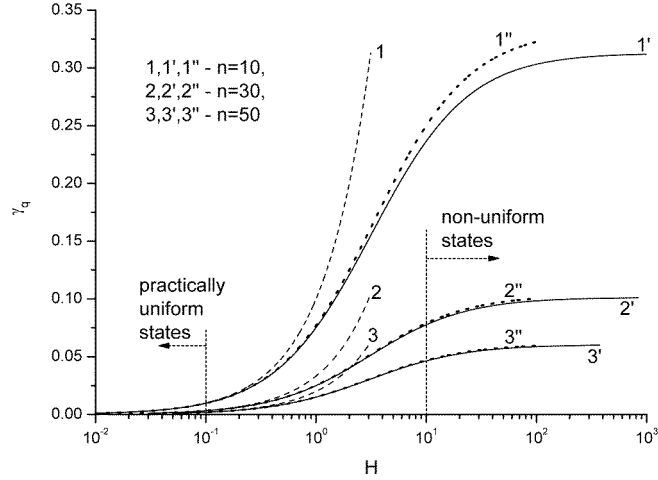 0.35
0.30
0.25
0.20
0.15
0.10
0.05
0.00
γq
1,1',1" - n=10,
2,2',2" - n=30,
3,3',3" - n=50
1
1"
1'
non-uniform
states
practically
uniform
states
2
3
2"
2'
3"
3'
10⁻² 10⁻¹ 10⁰ 10¹ 10² 10³
H